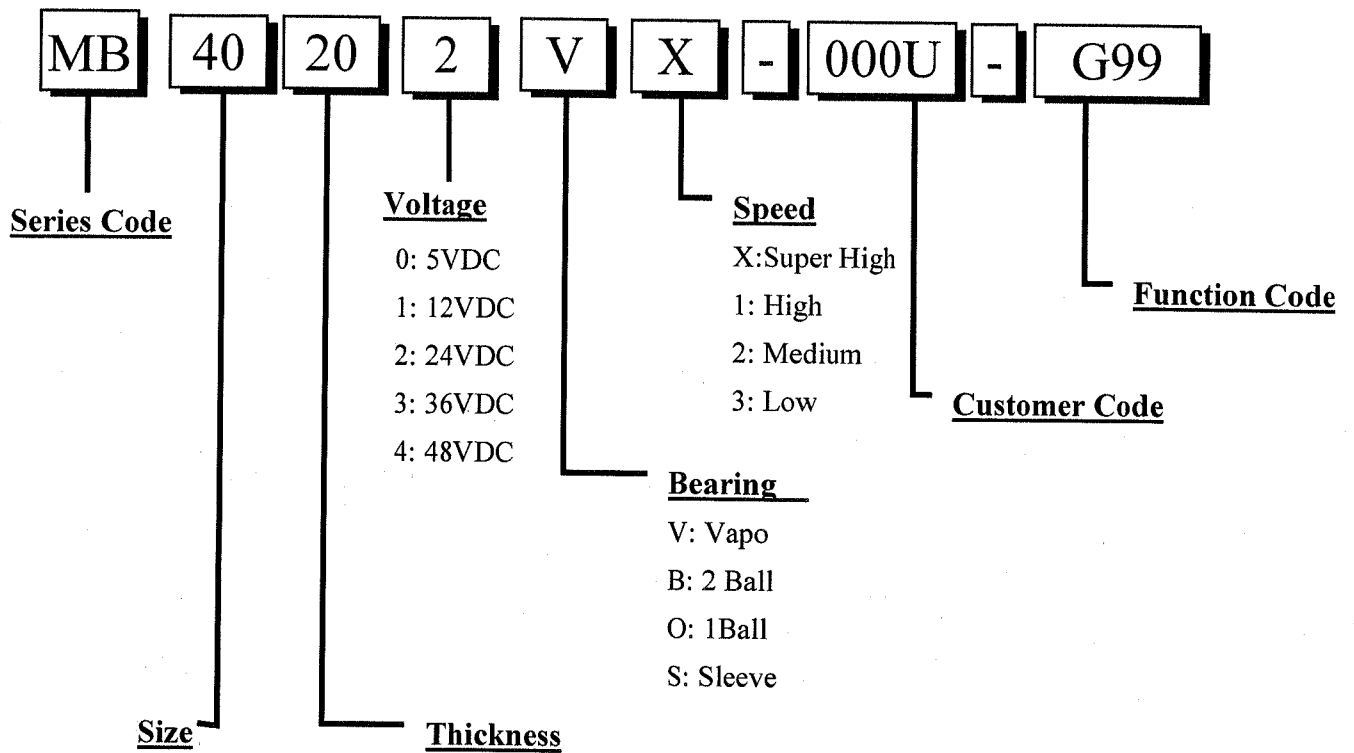 MB 40 20 2 V X - 000U - G99
Series Code
Voltage
0: 5VDC
1: 12VDC
2: 24VDC
3: 36VDC
4: 48VDC
Speed
X:Super High
1: High
2: Medium
3: Low
Function Code
Customer Code
Bearing
V: Vapo
B: 2 Ball
O: 1Ball
S: Sleeve
Size
Thickness